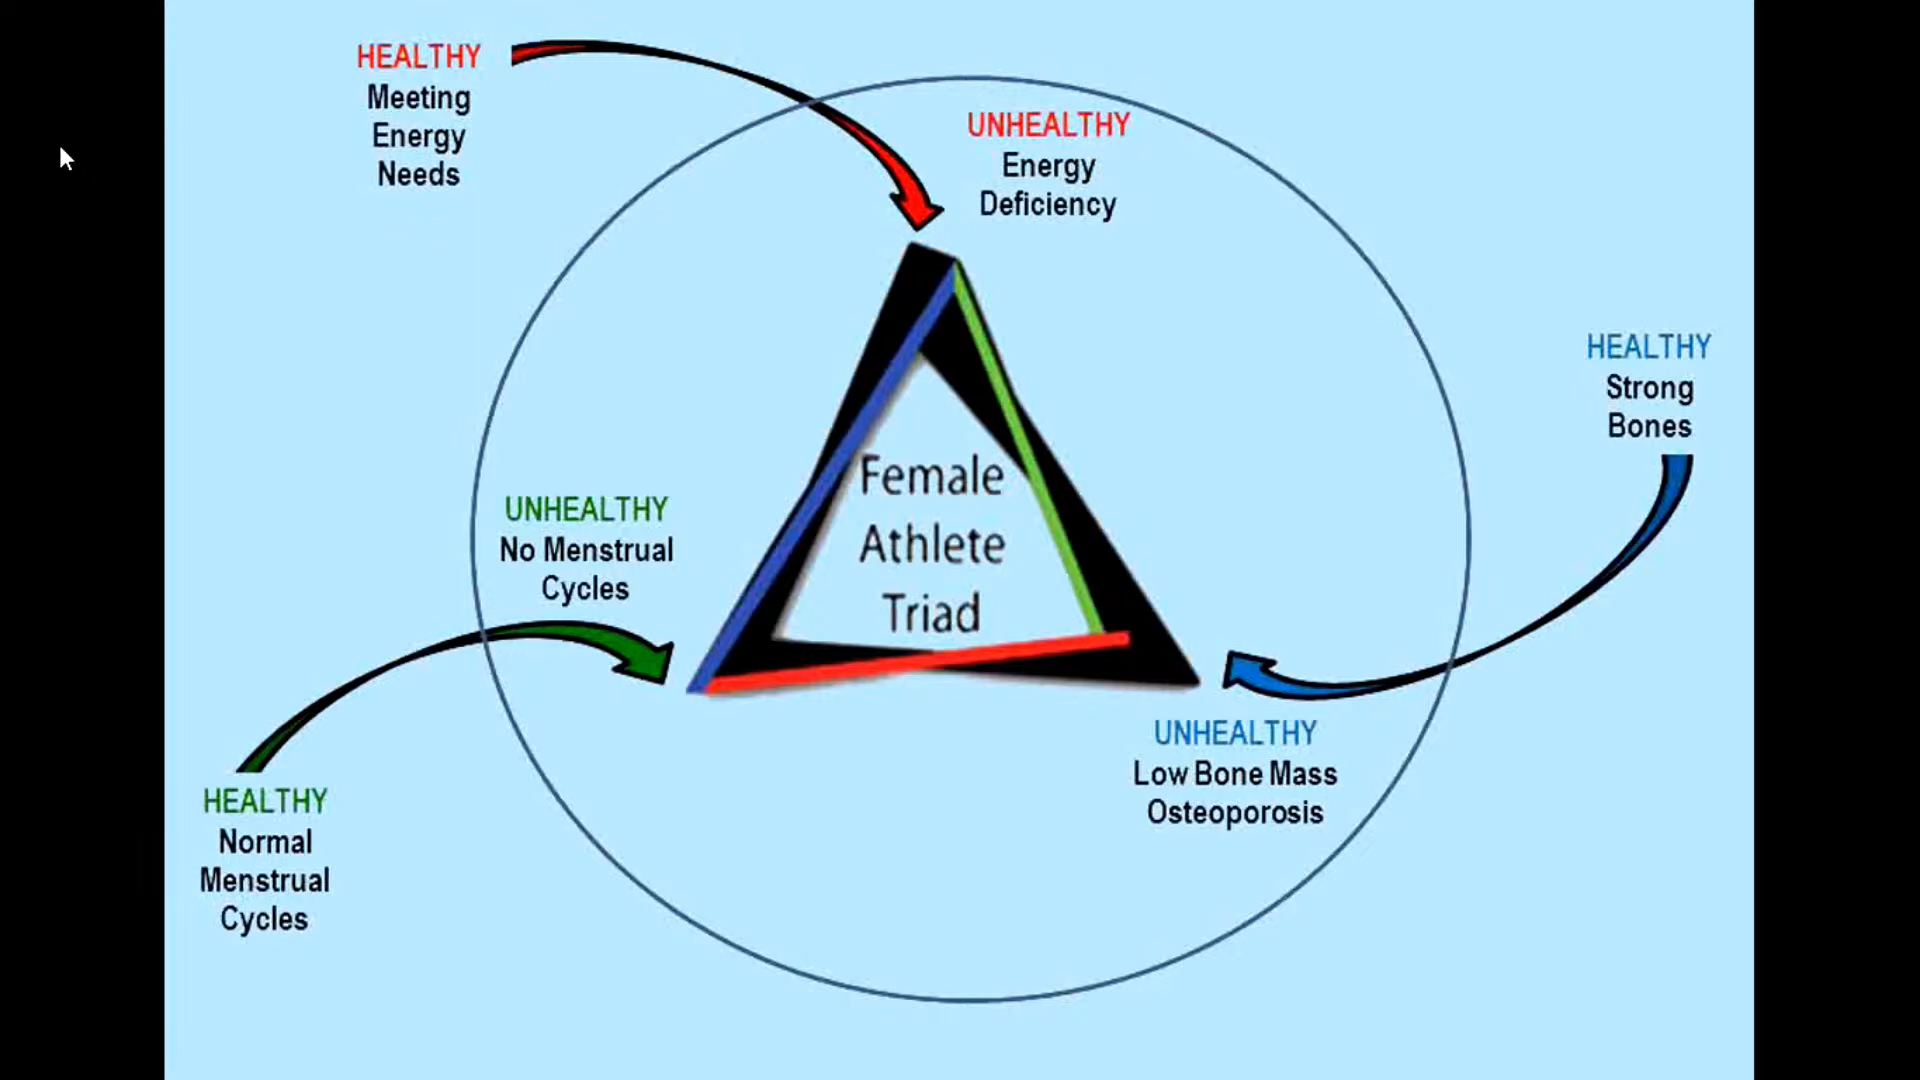 HEALTHY
Meeting
Energy
Needs
UNHEALTHY
Energy
Deficiency
HEALTHY
Strong
Bones
UNHEALTHY
No Menstrual
Cycles
Female
Athlete
Triad
UNHEALTHY
Low Bone Mass
Osteoporosis
HEALTHY
Normal
Menstrual
Cycles